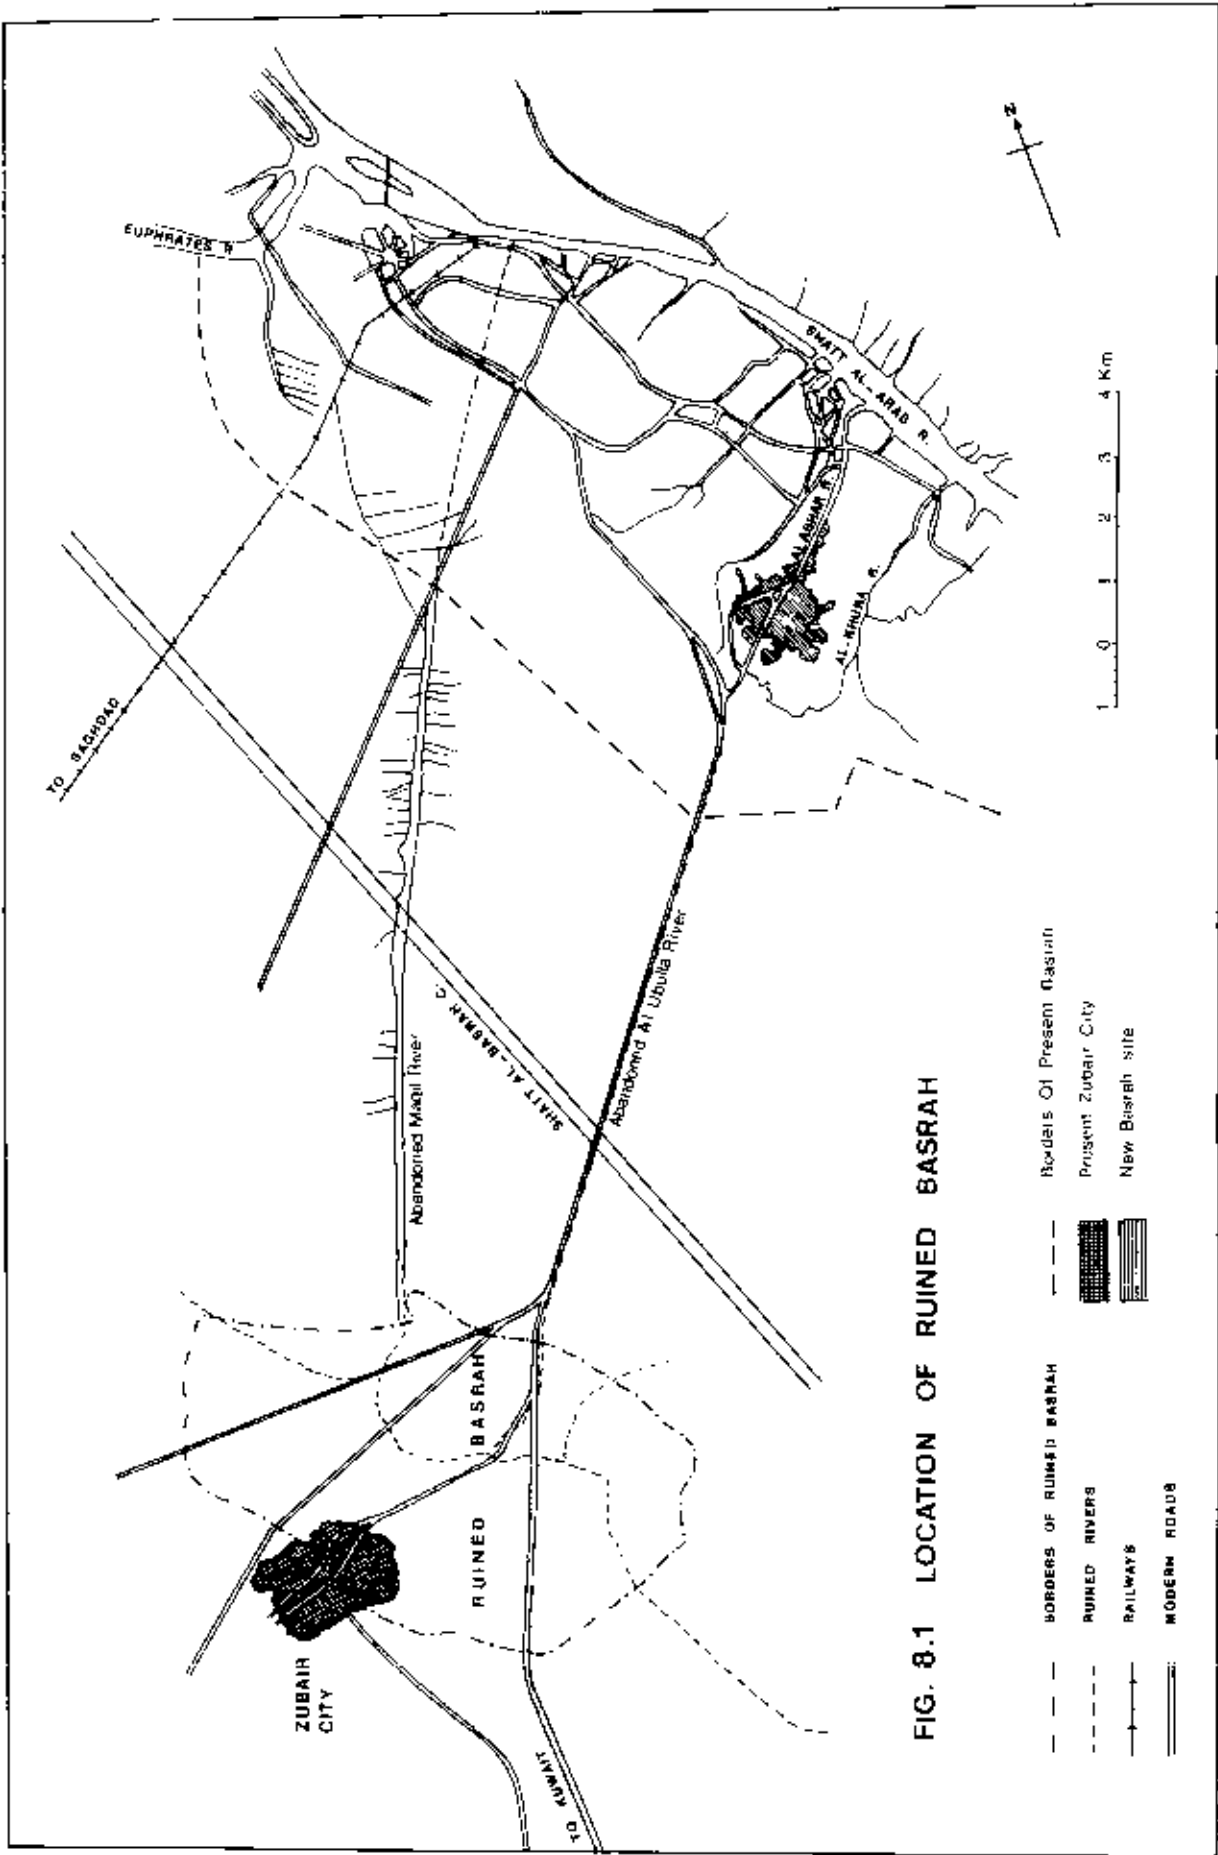 EUPHRATES R
N
TO BAGHDAD
SHATT AL-ARAB R.
AL ASHAR R.
AL-KHURA R.
1 0 1 2 3 4 Km
SHATT AL-BASRAH C.
Abandoned Maqil River
Abandoned Al Ubulla River
ZUBAIR
CITY
RUINED BASRAH
TO KUWAIT
FIG. 8.1 LOCATION OF RUINED BASRAH
BORDERS OF RUINED BASRAH
RUINED RIVERS
RAILWAYS
MODERN ROADS
Borders Of Present Basrah
Present Zubair City
New Basrah site